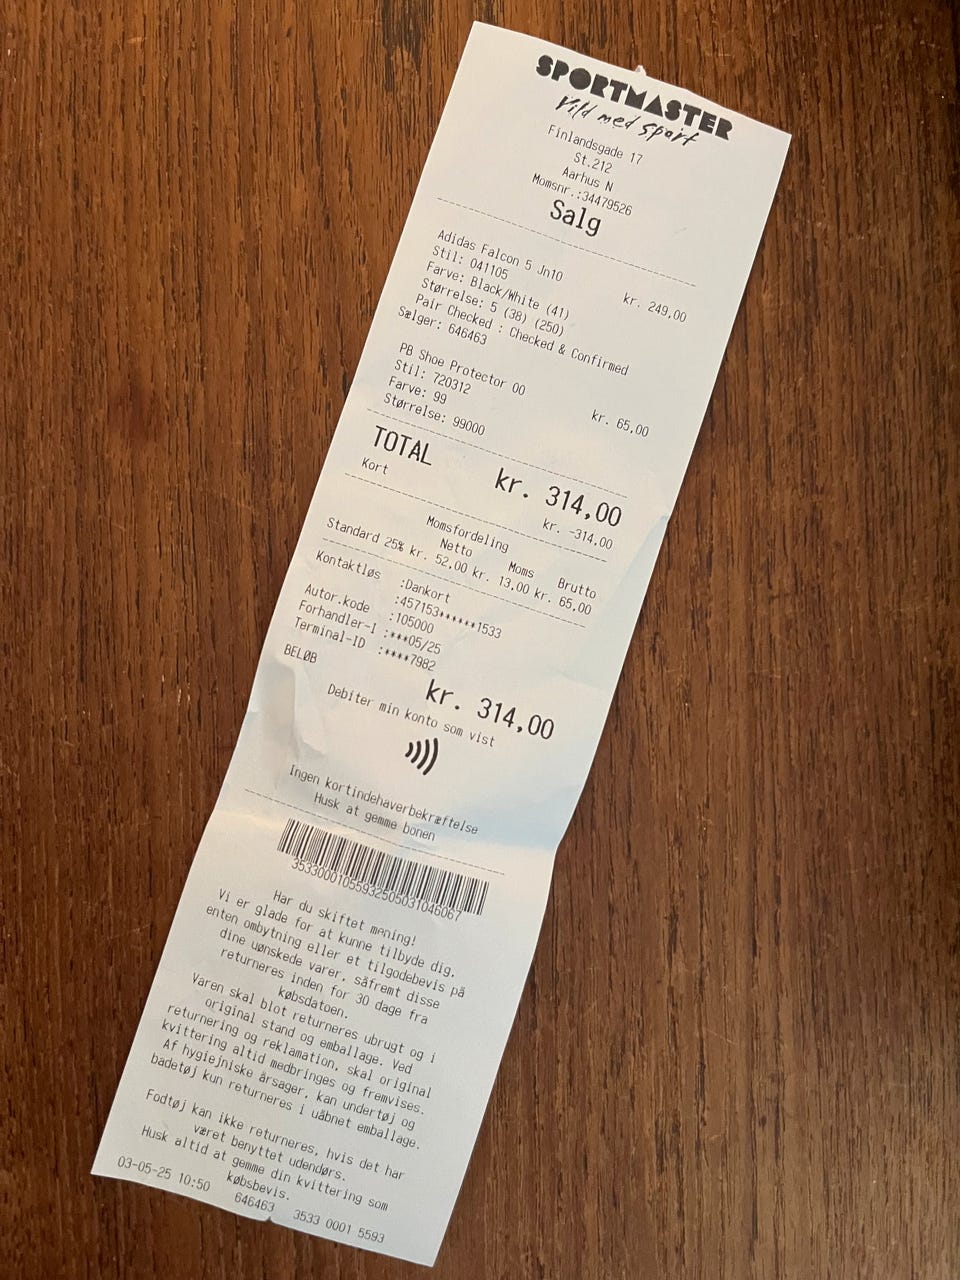 SPORTMASTER
Vild med sport
Finlandsgade 17
St.212
Aarhus N
Momsnr.:34479526
Salg
Adidas Falcon 5 Jn10 kr. 249,00
Stil: 041105
Farve: Black/White (41)
Størrelse: 5 (38) (250)
Pair Checked : Checked & Confirmed
Sælger: 646463
PB Shoe Protector 00 kr. 65,00
Stil: 720312
Farve: 99
Størrelse: 99000
TOTAL kr. 314,00
Kort kr. -314,00
Momsfordeling
Netto Moms Brutto
Standard 25% kr. 52,00 kr. 13,00 kr. 65,00
Kontaktløs :Dankort
:457153******1533
Autor.kode :105000
Forhandler-I :***05/25
Terminal-ID :****7982
BELØB kr. 314,00
Debiter min konto som vist
Ingen kortindehaverbekræftelse
Husk at gemme bonen
35330001055932505031046067
Har du skiftet mening!
Vi er glade for at kunne tilbyde dig.
enten ombytning eller et tilgodebevis på
dine uønskede varer, såfremt disse
returneres inden for 30 dage fra
købsdatoen.
Varen skal blot returneres ubrugt og i
original stand og emballage. Ved
returnering og reklamation, skal original
kvittering altid medbringes og fremvises.
Af hygiejniske årsager, kan undertøj og
badetøj kun returneres i uåbnet emballage.
Fodtøj kan ikke returneres, hvis det har
været benyttet udendørs.
Husk altid at gemme din kvittering som
købsbevis.
03-05-25 10:50 646463 3533 0001 5593